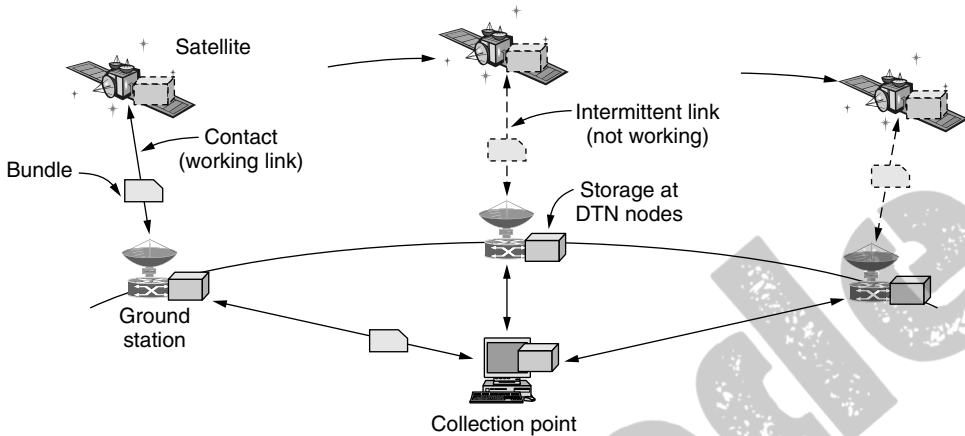 Satellite
Contact
(working link)
Bundle
Intermittent link
(not working)
Storage at
DTN nodes
Ground
station
Collection point